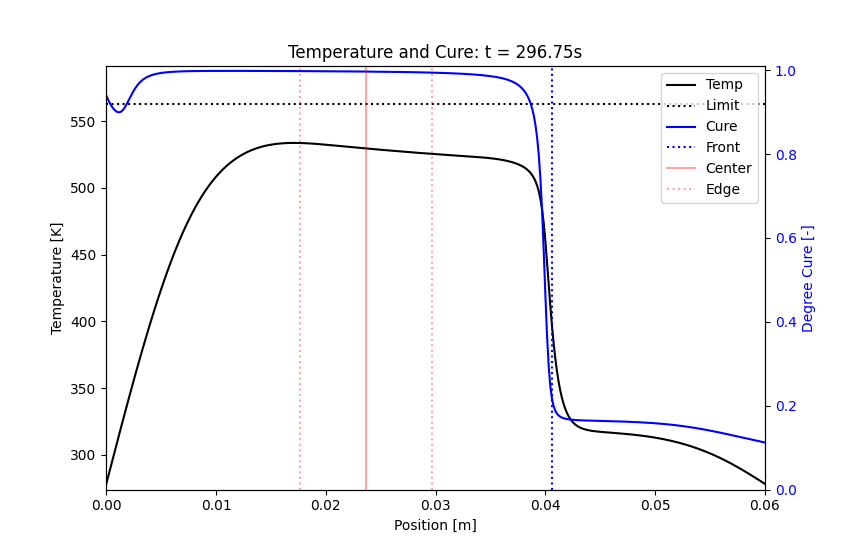 Temperature and Cure: t = 296.75s
Temperature [K]
550
500
450
400
350
300
Temp
Limit
Cure
Front
Center
Edge
1.0
0.8
0.6
0.4
0.2
0.0
Degree Cure [-]
0.00 0.01 0.02 0.03 0.04 0.05 0.06
Position [m]